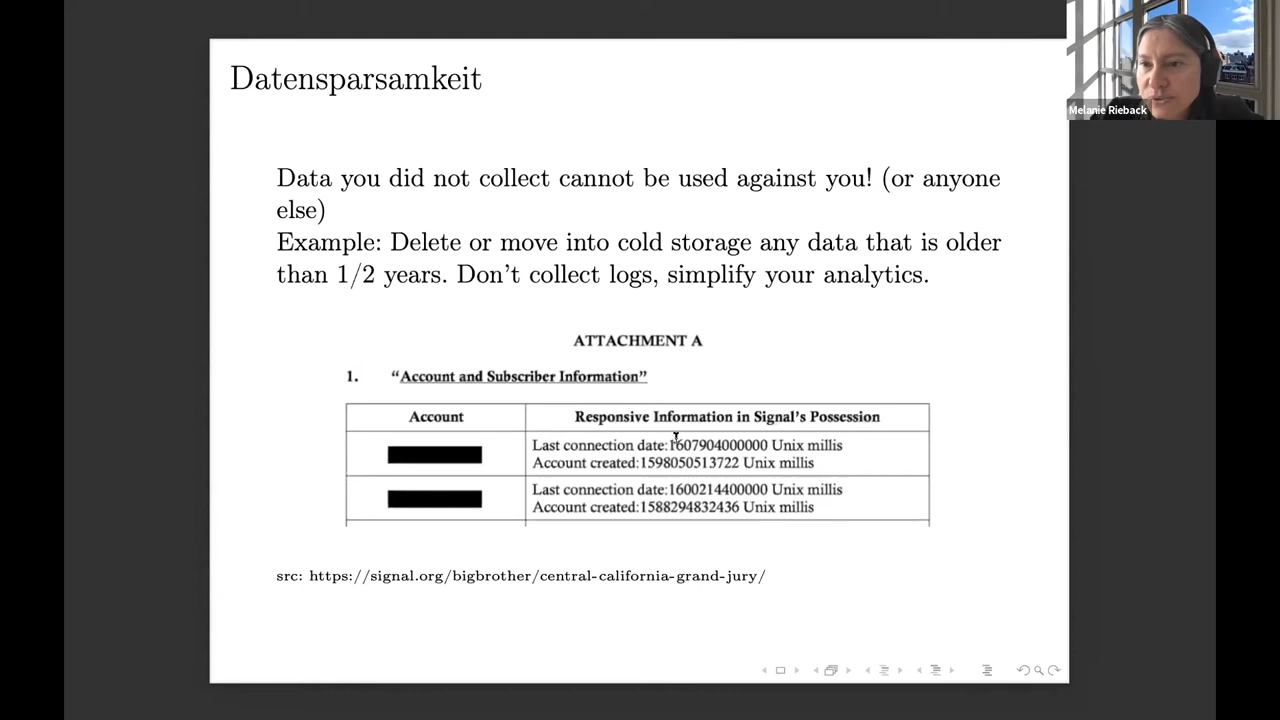 Datensparsamkeit
Melanie Rieback
Data you did not collect cannot be used against you! (or anyone
else)
Example: Delete or move into cold storage any data that is older
than 1/2 years. Don't collect logs, simplify your analytics.
ATTACHMENT A
1. "Account and Subscriber Information"
Account Responsive Information in Signal's Possession
Last connection date:1607904000000 Unix millis
Account created:1598050513722 Unix millis
Last connection date:1600214400000 Unix millis
Account created:1588294832436 Unix millis
src: https://signal.org/bigbrother/central-california-grand-jury/